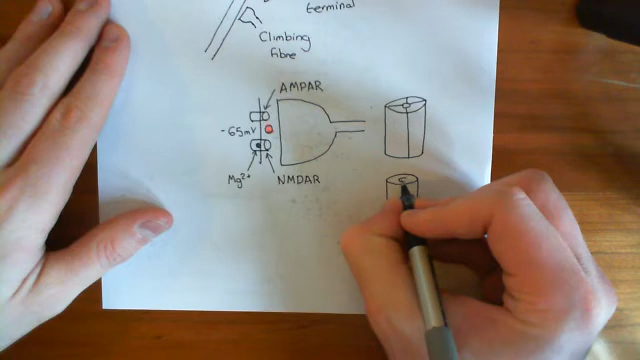 terminal
Climbing
fibre
AMPAR
-65mV
Mg²⁺
NMDAR